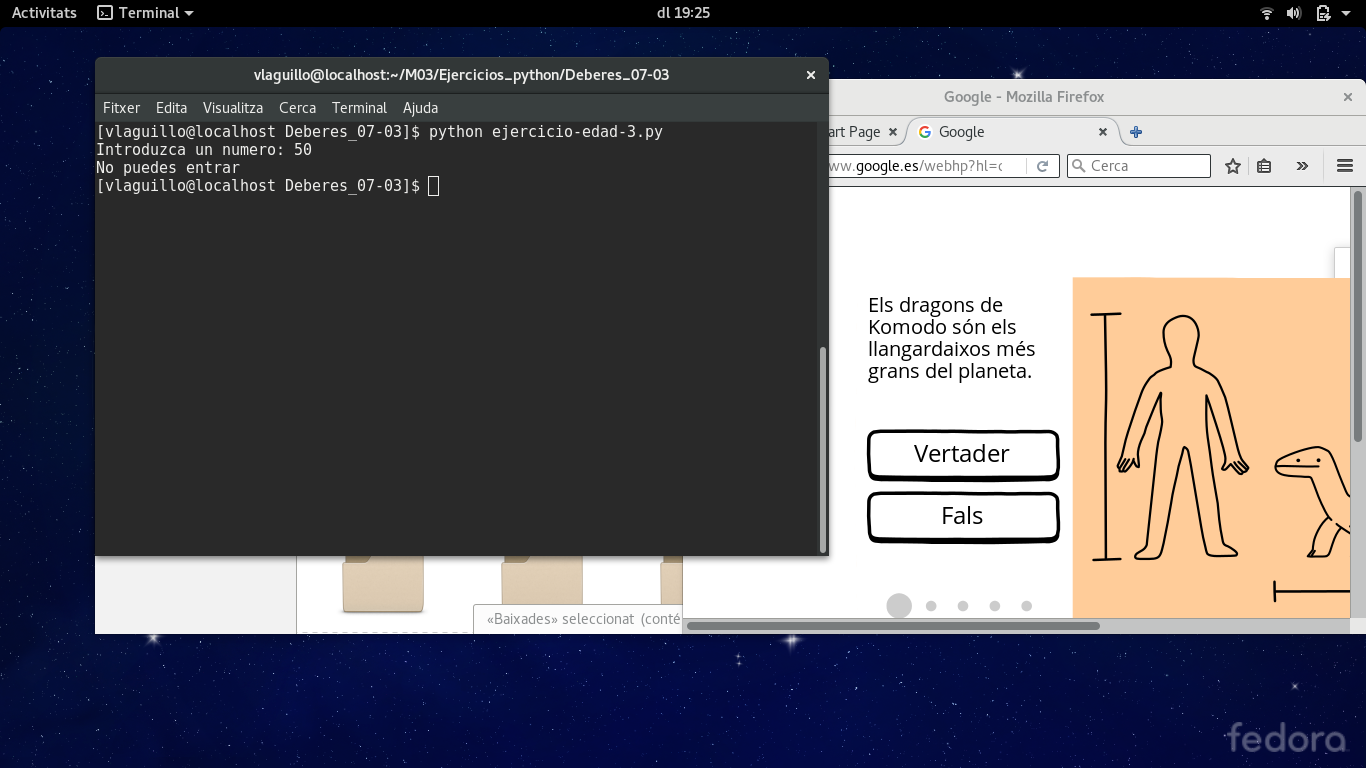 Activitats Terminal dl 19:25
vlaguillo@localhost:~/M03/Ejercicios_python/Deberes_07-03
Fitxer Edita Visualitza Cerca Terminal Ajuda
[vlaguillo@localhost Deberes_07-03]$ python ejercicio-edad-3.py
Introduzca un numero: 50
No puedes entrar
[vlaguillo@localhost Deberes_07-03]$
Google - Mozilla Firefox
art Page Google
ww.google.es/webhp?hl=c Cerca
Els dragons de
Komodo són els
llangardaixos més
grans del planeta.
Vertader
Fals
«Baixades» seleccionat (conté
fedora